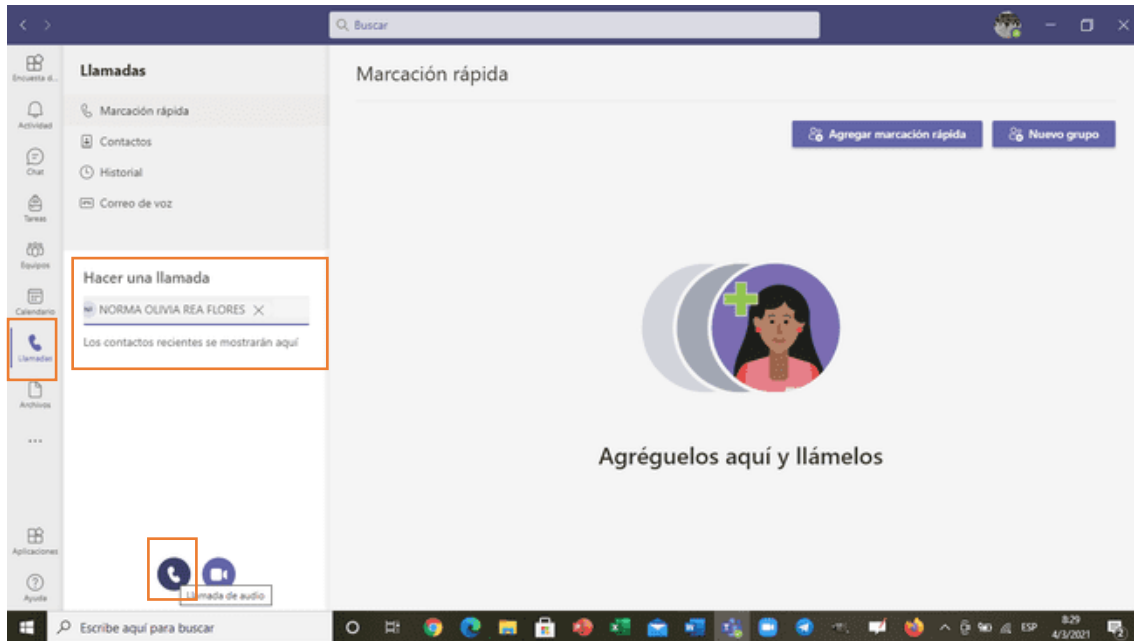 Buscar
Encuesta d...
Actividad
Chat
Tareas
Equipos
Calendario
Llamadas
Archivos
...
Aplicaciones
Ayuda
Llamadas
Marcación rápida
Contactos
Historial
Correo de voz
Hacer una llamada
NORMA OLIVIA REA FLORES
Los contactos recientes se mostrarán aquí
Llamada de audio
Marcación rápida
Agregar marcación rápida
Nuevo grupo
Agréguelos aquí y llámelos
Escribe aquí para buscar
ESP
8:29
4/3/2021